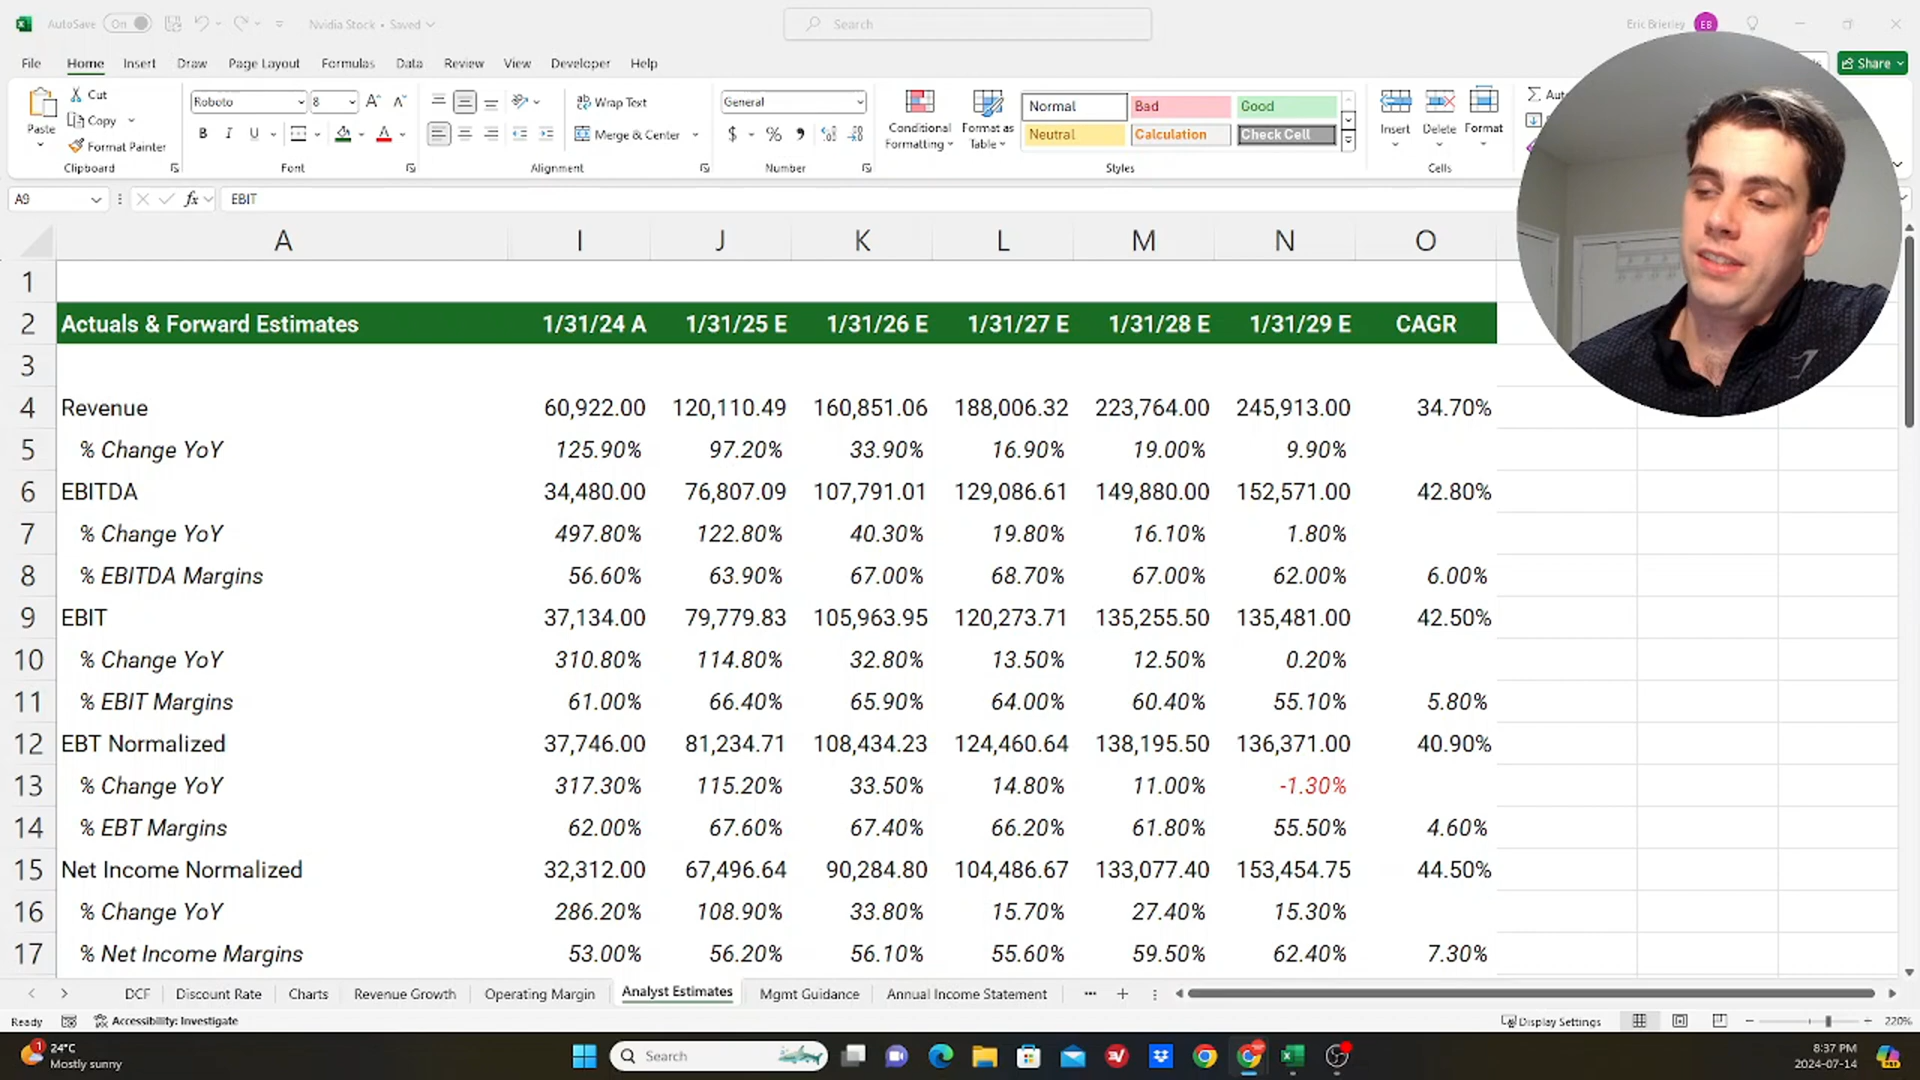 AutoSave On Nvidia Stock • Saved Search Eric Brierley EB
File Home Insert Draw Page Layout Formulas Data Review View Developer Help Share
Paste Cut Copy Format Painter Clipboard
Roboto 8 B I U Font
Wrap Text Merge & Center Alignment
General $ % Number
Conditional Formatting Format as Table
Normal Bad Good
Neutral Calculation Check Cell
Styles
Insert Delete Format Cells
A9 fx EBIT
A I J K L M N O
1
2 Actuals & Forward Estimates 1/31/24 A 1/31/25 E 1/31/26 E 1/31/27 E 1/31/28 E 1/31/29 E CAGR
3
4 Revenue 60,922.00 120,110.49 160,851.06 188,006.32 223,764.00 245,913.00 34.70%
5 % Change YoY 125.90% 97.20% 33.90% 16.90% 19.00% 9.90%
6 EBITDA 34,480.00 76,807.09 107,791.01 129,086.61 149,880.00 152,571.00 42.80%
7 % Change YoY 497.80% 122.80% 40.30% 19.80% 16.10% 1.80%
8 % EBITDA Margins 56.60% 63.90% 67.00% 68.70% 67.00% 62.00% 6.00%
9 EBIT 37,134.00 79,779.83 105,963.95 120,273.71 135,255.50 135,481.00 42.50%
10 % Change YoY 310.80% 114.80% 32.80% 13.50% 12.50% 0.20%
11 % EBIT Margins 61.00% 66.40% 65.90% 64.00% 60.40% 55.10% 5.80%
12 EBT Normalized 37,746.00 81,234.71 108,434.23 124,460.64 138,195.50 136,371.00 40.90%
13 % Change YoY 317.30% 115.20% 33.50% 14.80% 11.00% -1.30%
14 % EBT Margins 62.00% 67.60% 67.40% 66.20% 61.80% 55.50% 4.60%
15 Net Income Normalized 32,312.00 67,496.64 90,284.80 104,486.67 133,077.40 153,454.75 44.50%
16 % Change YoY 286.20% 108.90% 33.80% 15.70% 27.40% 15.30%
17 % Net Income Margins 53.00% 56.20% 56.10% 55.60% 59.50% 62.40% 7.30%
DCF Discount Rate Charts Revenue Growth Operating Margin Analyst Estimates Mgmt Guidance Annual Income Statement
Ready Accessibility: Investigate Display Settings 220%
1 24°C Mostly sunny Search 8:37 PM 2024-07-14